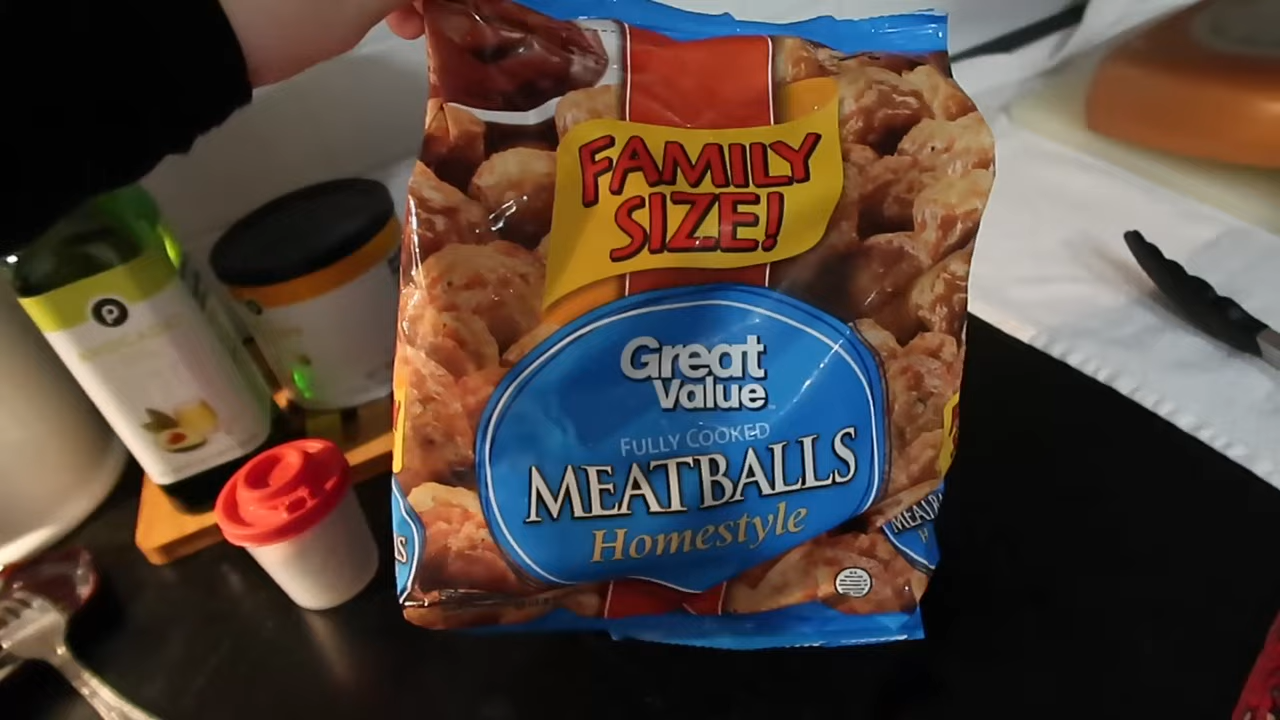 FAMILY
SIZE!
Great
Value
FULLY COOKED
MEATBALLS
Homestyle
P